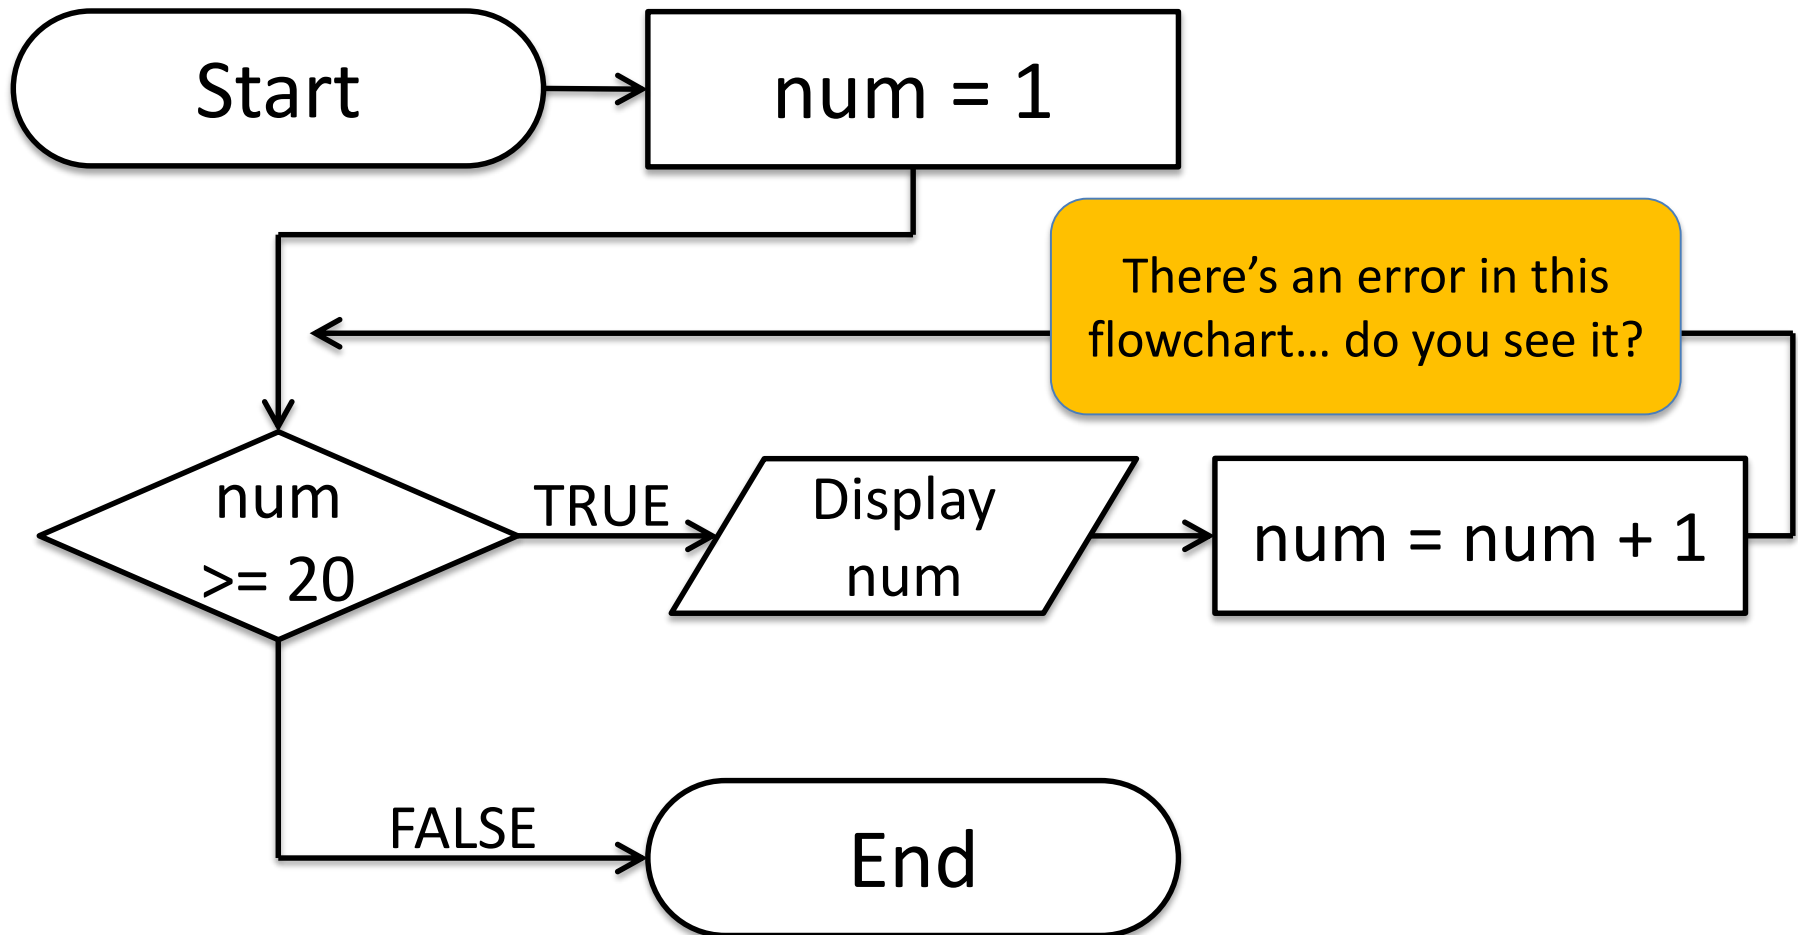 Start
num = 1
There’s an error in this
flowchart... do you see it?
num
>= 20
TRUE
Display
num
num = num + 1
FALSE
End